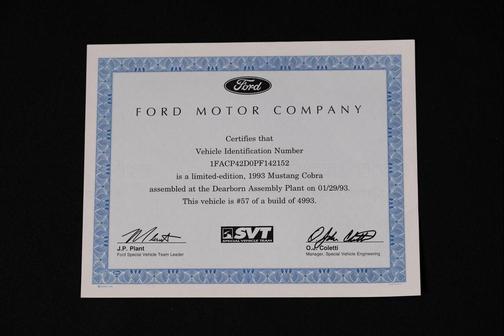 Ford
FORD MOTOR COMPANY
Certifies that
Vehicle Identification Number
1FACP42D0PF142152
is a limited-edition, 1993 Mustang Cobra
assembled at the Dearborn Assembly Plant on 01/29/93.
This vehicle is #57 of a build of 4993.
J.P. Plant
Ford Special Vehicle Team Leader
SVT
SPECIAL VEHICLE TEAM
O.J. Coletti
Manager, Special Vehicle Engineering